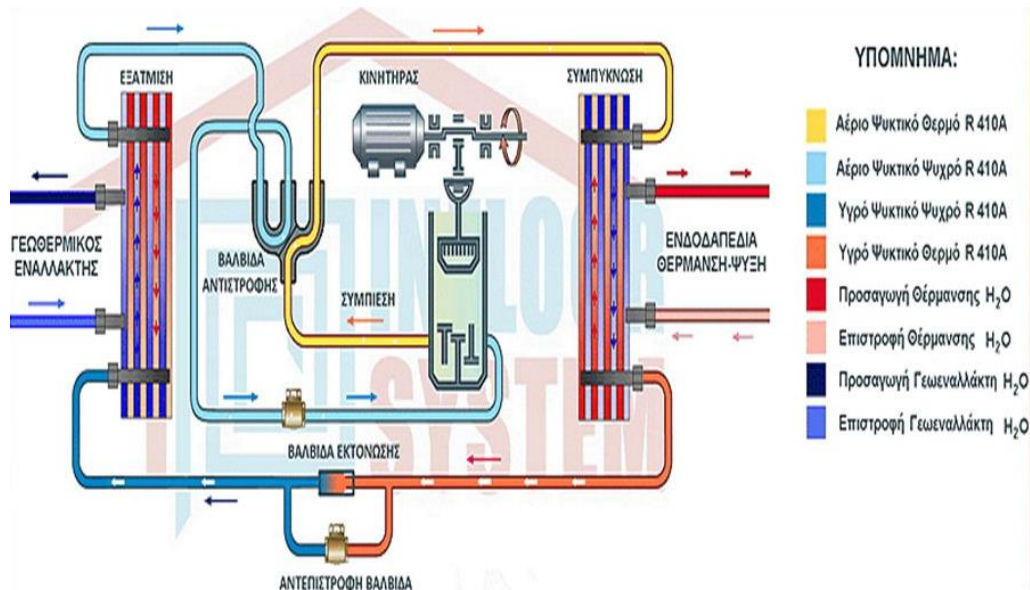 ΕΞΑΤΜΙΣΗ
ΚΙΝΗΤΗΡΑΣ
ΣΥΜΠΥΚΝΩΣΗ
ΓΕΩΘΕΡΜΙΚΟΣ
ΕΝΑΛΛΑΚΤΗΣ
ΒΑΛΒΙΔΑ
ΑΝΤΙΣΤΡΟΦΗΣ
ΣΥΜΠΙΕΣΗ
ΕΝΔΟΔΑΠΕΔΙΑ
ΘΕΡΜΑΝΣΗ-ΨΥΞΗ
ΒΑΛΒΙΔΑ ΕΚΤΟΝΩΣΗΣ
ΑΝΤΕΠΙΣΤΡΟΦΗ ΒΑΛΒΙΔΑ
ΥΠΟΜΝΗΜΑ:
Αέριο Ψυκτικό Θερμό R 410A
Αέριο Ψυκτικό Ψυχρό R 410A
Υγρό Ψυκτικό Ψυχρό R 410A
Υγρό Ψυκτικό Θερμό R 410A
Προσαγωγή Θέρμανσης H₂O
Επιστροφή Θέρμανσης H₂O
Προσαγωγή Γεωεναλλάκτη H₂O
Επιστροφή Γεωεναλλάκτη H₂O
SYSTEM